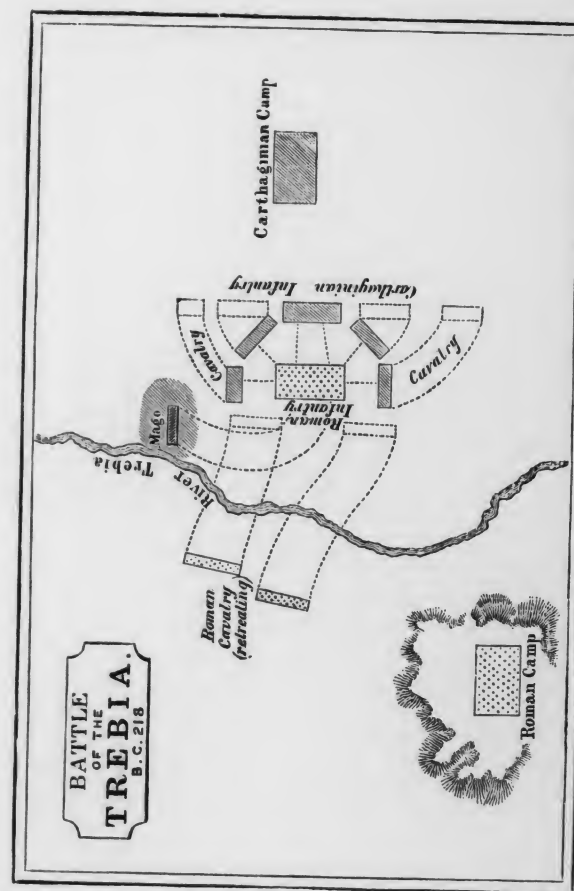 BATTLE
OF THE
TREBIA.
B.C. 218
Carthaginian Camp
Carthaginian
Infantry
Cavalry
Cavalry
Roman
Infantry
Mago
River Trebia
Roman
Cavalry
(retreating)
Roman Camp